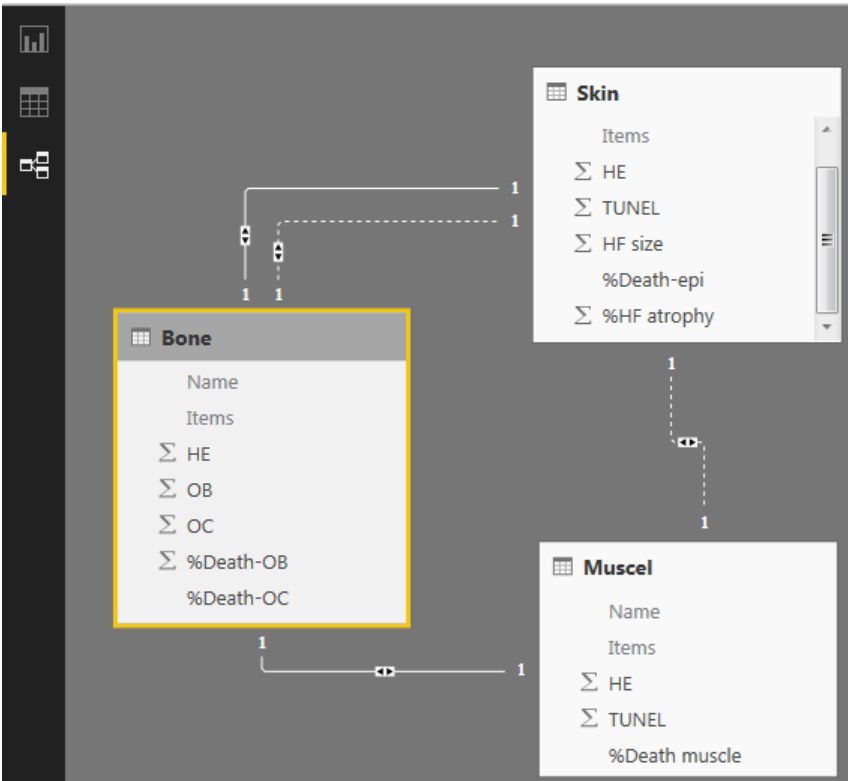 Skin
Items
HE
TUNEL
HF size
%Death-epi
%HF atrophy
1
1
1 1
Bone
Name
Items
HE
OB
OC
%Death-OB
%Death-OC
1
1
1
1
Muscel
Name
Items
HE
TUNEL
%Death muscle